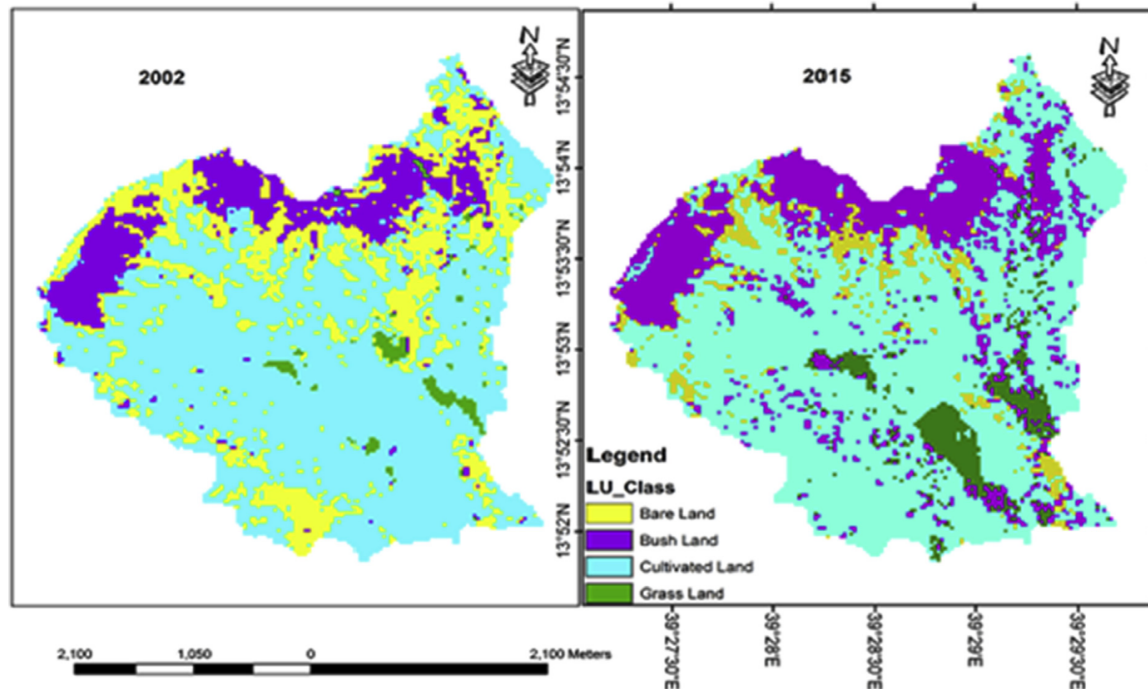 2002
N
2015
N
13°54'30"N
13°54'N
13°53'30"N
13°53'N
13°52'30"N
13°52'N
Legend
LU_Class
Bare Land
Bush Land
Cultivated Land
Grass Land
2,100 1,050 0 2,100 Meters
39°27'30"E
39°28'E
39°28'30"E
39°29'E
39°29'30"E